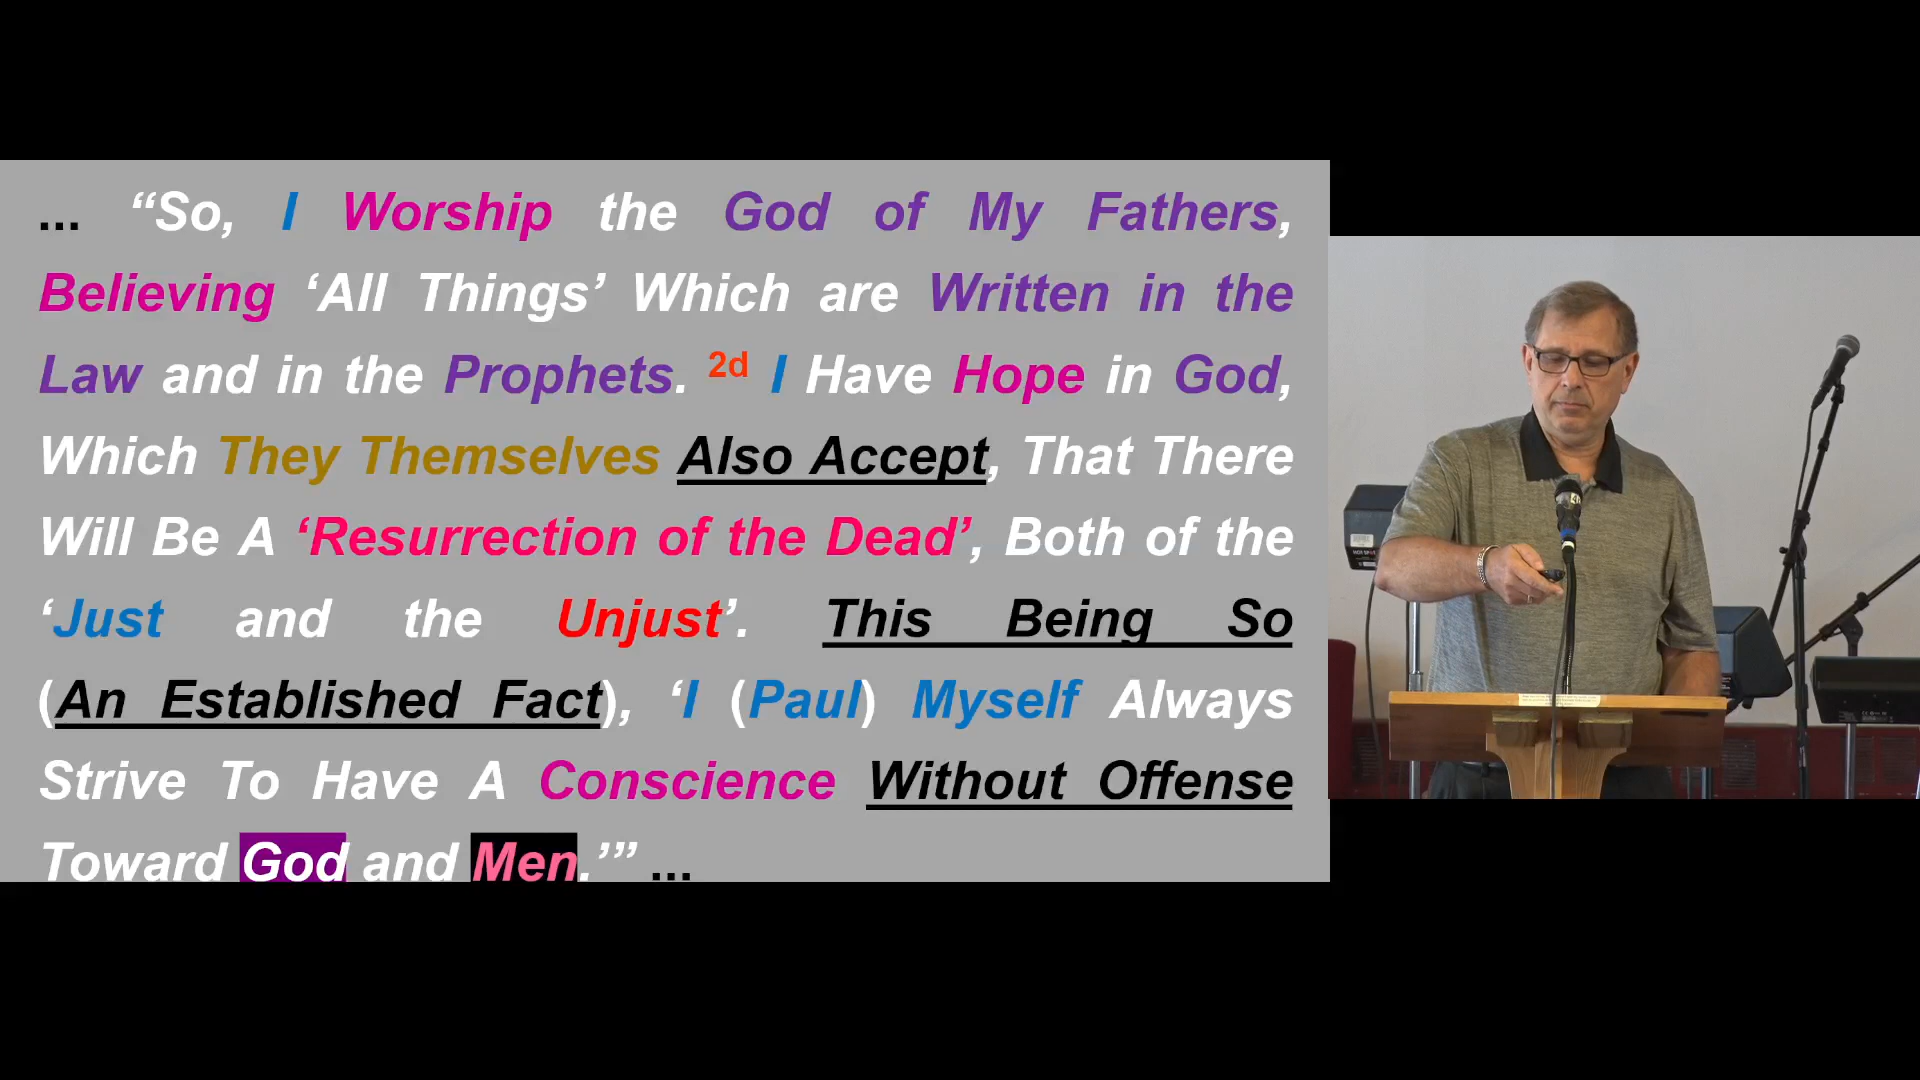 ... “So, I Worship the God of My Fathers,
Believing ‘All Things’ Which are Written in the
Law and in the Prophets. 2d I Have Hope in God,
Which They Themselves Also Accept, That There
Will Be A ‘Resurrection of the Dead’, Both of the
‘Just and the Unjust’. This Being So
(An Established Fact), ‘I (Paul) Myself Always
Strive To Have A Conscience Without Offense
Toward God and Men.’” ...
HOT SPOT